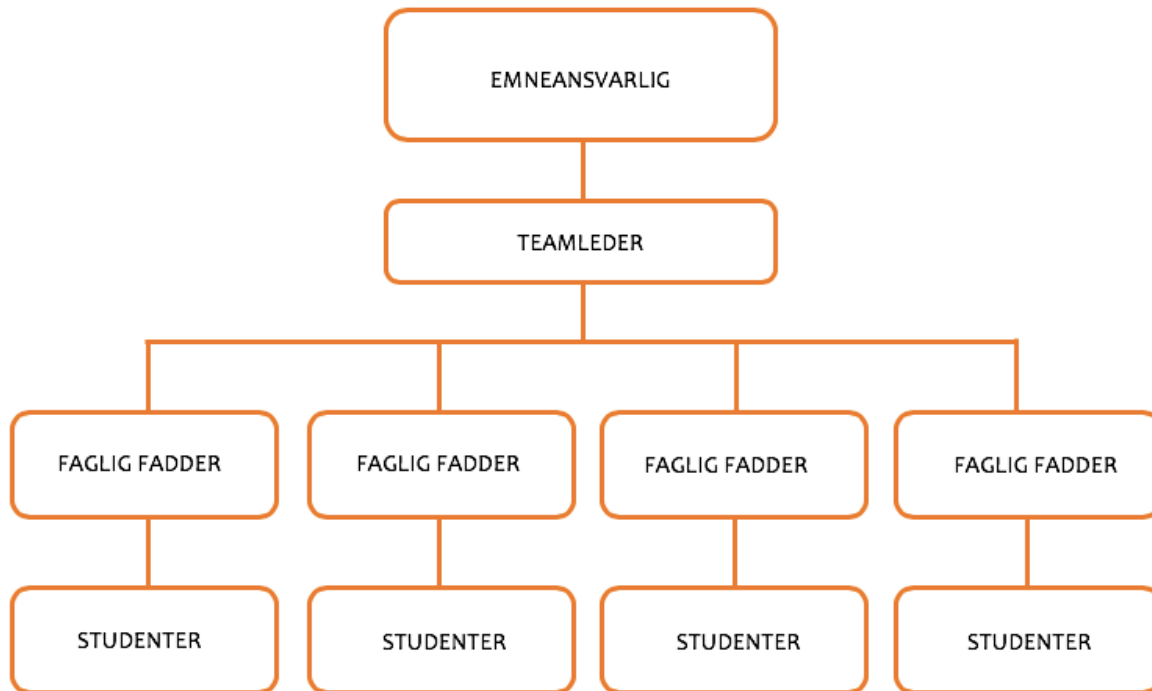 EMNEANSVARLIG
TEAMLEDER
FAGLIG FADDER
FAGLIG FADDER
FAGLIG FADDER
FAGLIG FADDER
STUDENTER
STUDENTER
STUDENTER
STUDENTER